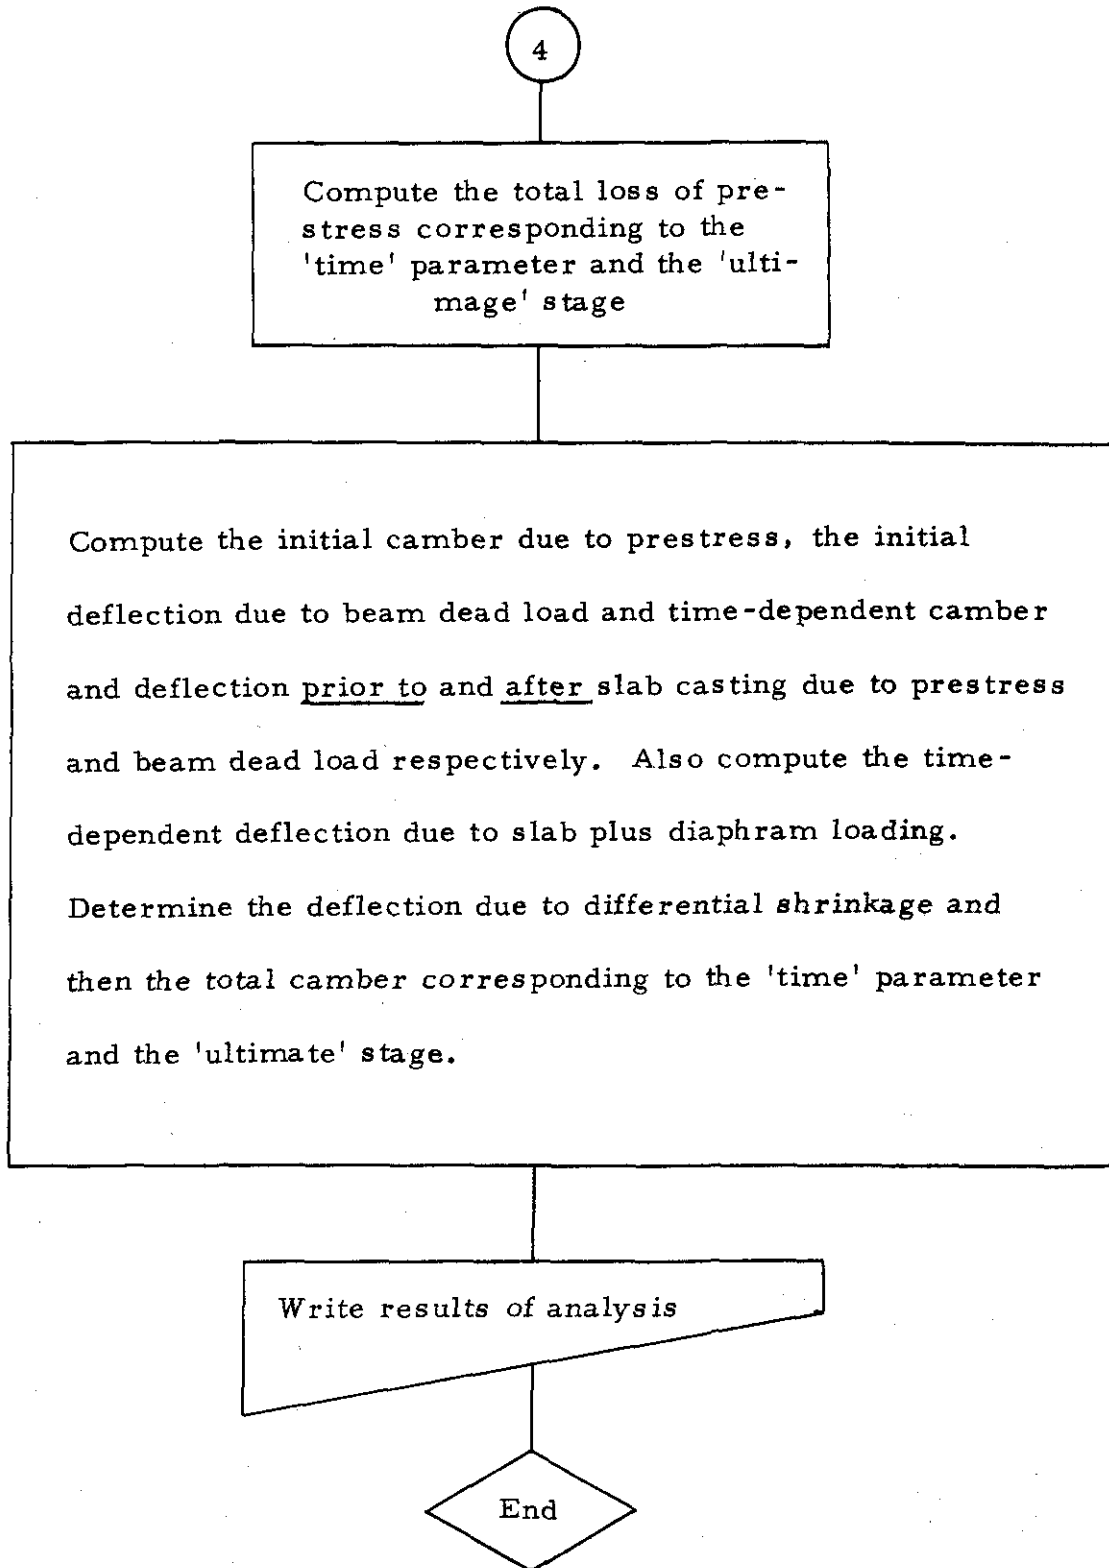 4
Compute the total loss of pre-
stress corresponding to the
'time' parameter and the 'ulti-
mage' stage
Compute the initial camber due to prestress, the initial
deflection due to beam dead load and time-dependent camber
and deflection prior to and after slab casting due to prestress
and beam dead load respectively. Also compute the time-
dependent deflection due to slab plus diaphram loading.
Determine the deflection due to differential shrinkage and
then the total camber corresponding to the 'time' parameter
and the 'ultimate' stage.
Write results of analysis
End